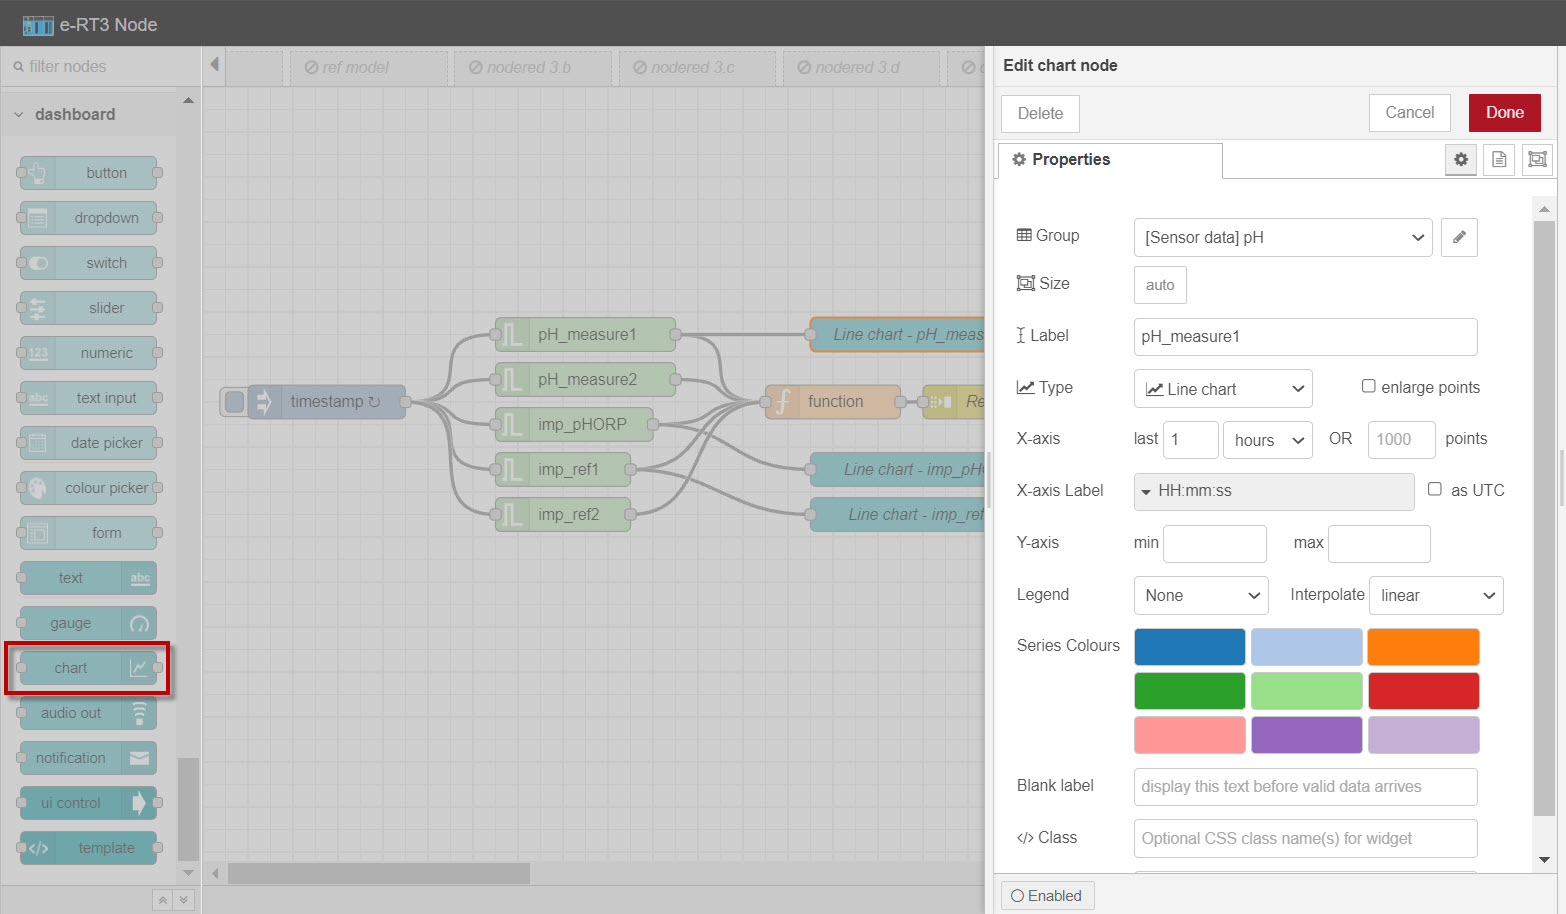 e-RT3 Node
filter nodes
dashboard
button
dropdown
switch
slider
123 numeric
abc text input
date picker
colour picker
form
text abc
gauge
chart
audio out
notification
ui control
</> template
ref model
nodered 3.b
nodered 3.c
nodered 3.d
timestamp ↻
pH_measure1
pH_measure2
imp_pHORP
imp_ref1
imp_ref2
function
Line chart - pH_meas
Re
Line chart - imp_pH
Line chart - imp_ref
Edit chart node
Delete
Cancel
Done
Properties
Group [Sensor data] pH
Size auto
Label pH_measure1
Type Line chart enlarge points
X-axis last 1 hours OR 1000 points
X-axis Label HH:mm:ss as UTC
Y-axis min max
Legend None Interpolate linear
Series Colours
Blank label display this text before valid data arrives
</> Class Optional CSS class name(s) for widget
Enabled